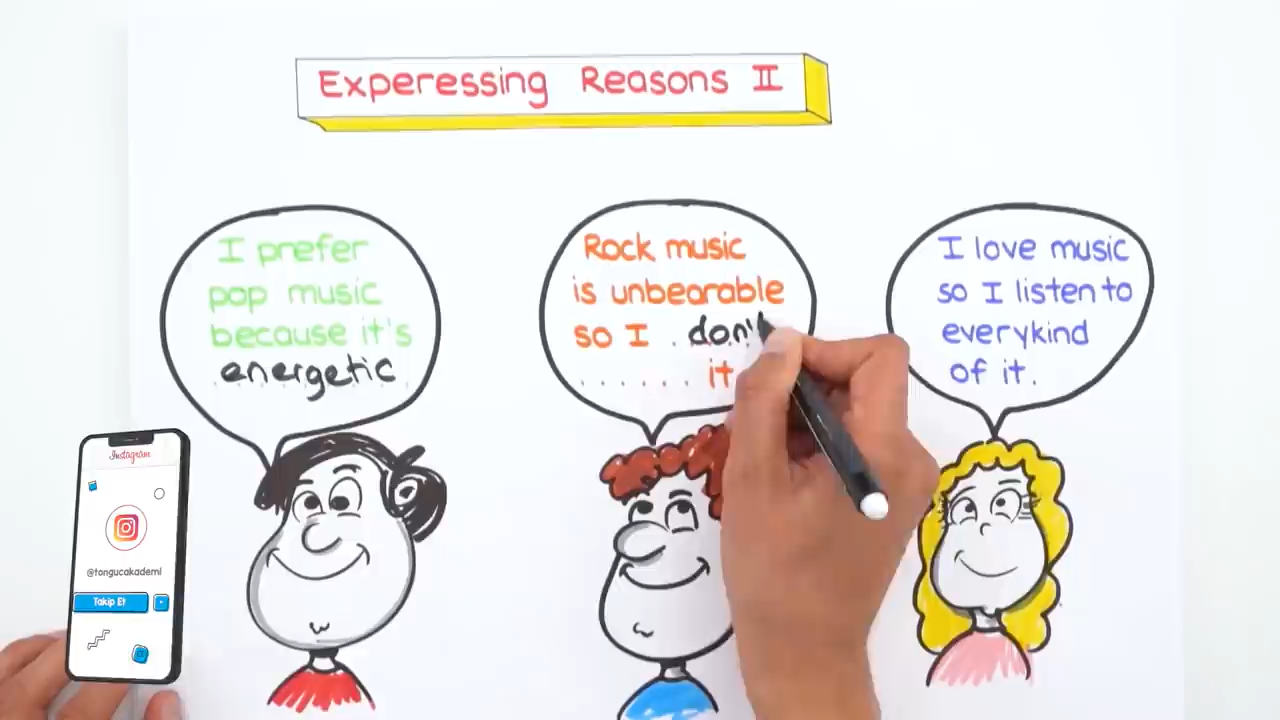 Experessing Reasons II
I prefer
pop music
because it's
energetic
Rock music
is unbearable
so I don't
it
I love music
so I listen to
everykind
of it.
Instagram
@tongucakademi
Takip Et